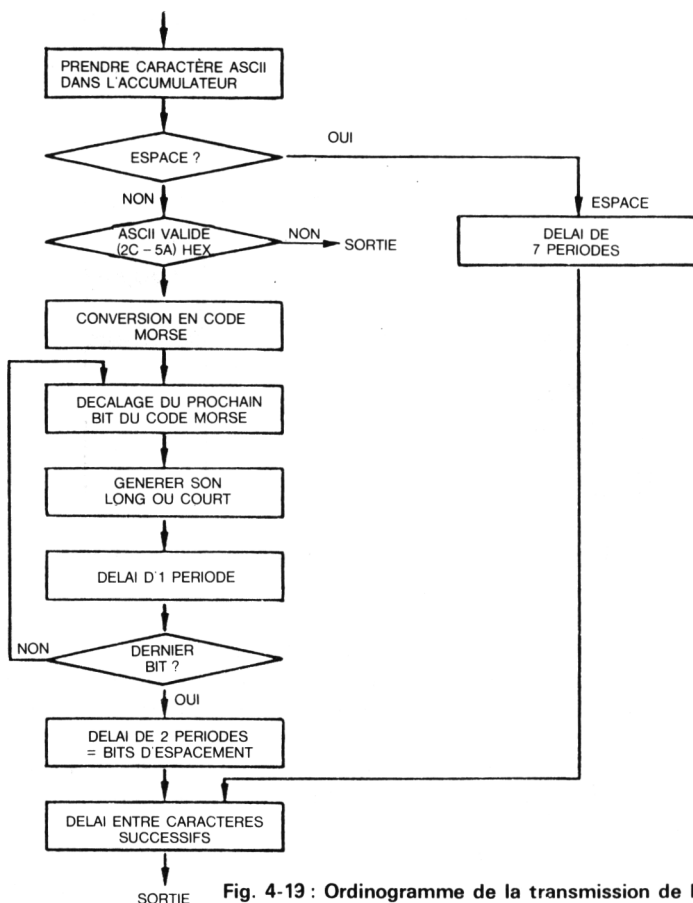 PRENDRE CARACTÈRE ASCII
DANS L'ACCUMULATEUR
ESPACE ?
OUI
NON
ESPACE
ASCII VALIDE
(2C – 5A) HEX
NON
SORTIE
DELAI DE
7 PERIODES
CONVERSION EN CODE
MORSE
DECALAGE DU PROCHAIN
BIT DU CODE MORSE
GENERER SON
LONG OU COURT
DELAI D'1 PERIODE
NON
DERNIER
BIT ?
OUI
DELAI DE 2 PERIODES
= BITS D'ESPACEMENT
DELAI ENTRE CARACTERES
SUCCESSIFS
SORTIE
Fig. 4-19 : Ordinogramme de la transmission de